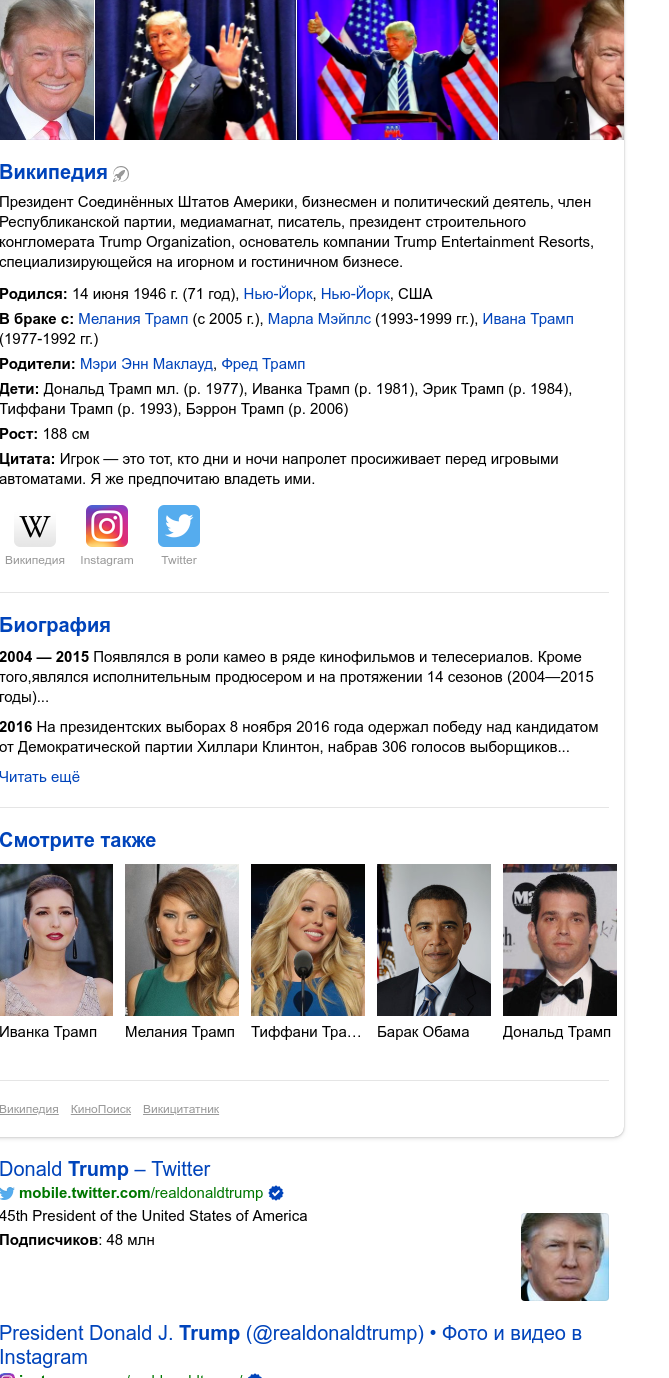 Википедия
Президент Соединённых Штатов Америки, бизнесмен и политический деятель, член
Республиканской партии, медиамагнат, писатель, президент строительного
конгломерата Trump Organization, основатель компании Trump Entertainment Resorts,
специализирующейся на игорном и гостиничном бизнесе.
Родился: 14 июня 1946 г. (71 год), Нью-Йорк, Нью-Йорк, США
В браке с: Мелания Трамп (с 2005 г.), Марла Мэйплс (1993-1999 гг.), Ивана Трамп
(1977-1992 гг.)
Родители: Мэри Энн Маклауд, Фред Трамп
Дети: Дональд Трамп мл. (р. 1977), Иванка Трамп (р. 1981), Эрик Трамп (р. 1984),
Тиффани Трамп (р. 1993), Бэррон Трамп (р. 2006)
Рост: 188 см
Цитата: Игрок — это тот, кто дни и ночи напролет просиживает перед игровыми
автоматами. Я же предпочитаю владеть ими.
W
Википедия Instagram Twitter
Биография
2004 — 2015 Появлялся в роли камео в ряде кинофильмов и телесериалов. Кроме
того,являлся исполнительным продюсером и на протяжении 14 сезонов (2004—2015
годы)...
2016 На президентских выборах 8 ноября 2016 года одержал победу над кандидатом
от Демократической партии Хиллари Клинтон, набрав 306 голосов выборщиков...
Читать ещё
Смотрите также
Иванка Трамп Мелания Трамп Тиффани Тра... Барак Обама Дональд Трамп
Википедия КиноПоиск Викицитатник
Donald Trump – Twitter
mobile.twitter.com/realdonaldtrump
45th President of the United States of America
Подписчиков: 48 млн
President Donald J. Trump (@realdonaldtrump) • Фото и видео в
Instagram